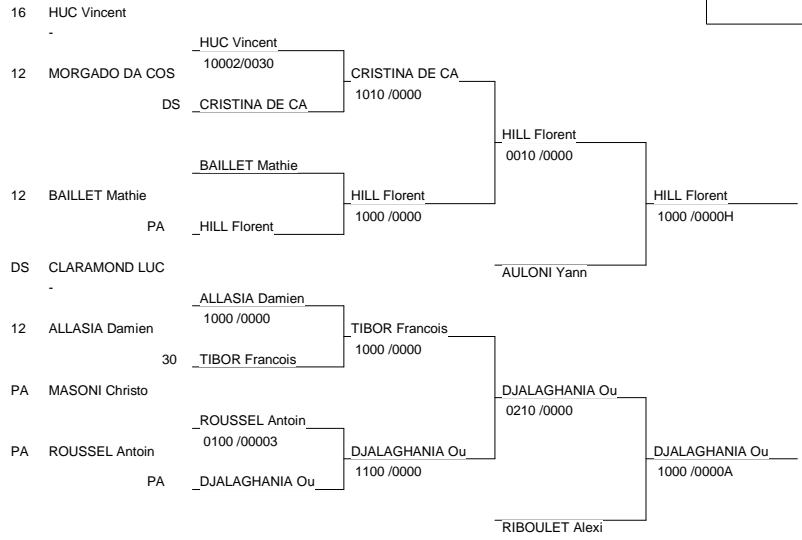 16 HUC Vincent
-
HUC Vincent
10002/0030
12 MORGADO DA COS
CRISTINA DE CA
1010 /0000
DS CRISTINA DE CA
HILL Florent
0010 /0000
BAILLET Mathie
12 BAILLET Mathie
HILL Florent
1000 /0000
HILL Florent
1000 /0000H
PA HILL Florent
DS CLARAMOND LUC
-
AULONI Yann
ALLASIA Damien
1000 /0000
12 ALLASIA Damien
TIBOR Francois
1000 /0000
30 TIBOR Francois
PA MASONI Christo
DJALAGHANIA Ou
0210 /0000
ROUSSEL Antoin
0100 /00003
PA ROUSSEL Antoin
DJALAGHANIA Ou
1100 /0000
DJALAGHANIA Ou
1000 /0000A
PA DJALAGHANIA Ou
RIBOULET Alexi